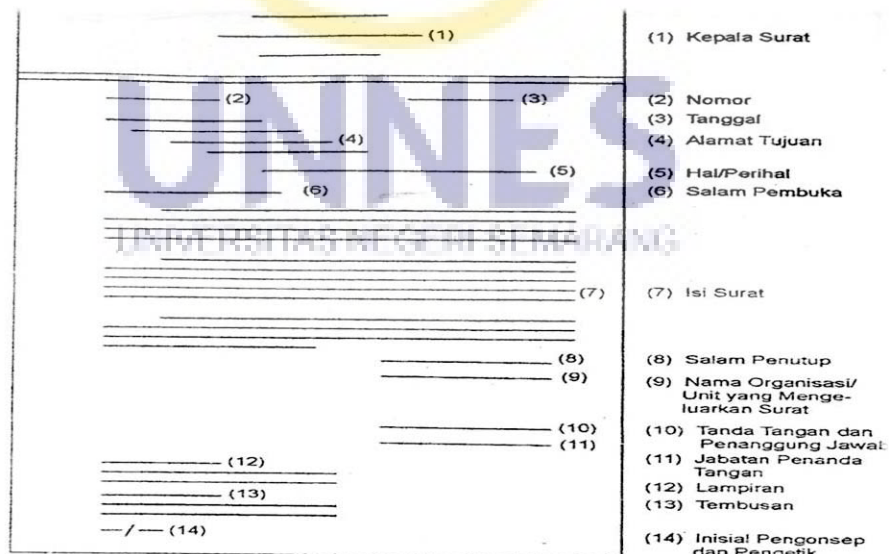 (1)
(1) Kepala Surat
(2)
(3)
(2) Nomor
(3) Tanggal
(4)
(4) Alamat Tujuan
(5)
(5) Hal/Perihal
(6)
(6) Salam Pembuka
UNNES
UNIVERSITAS NEGERI SEMARANG
(7)
(7) Isi Surat
(8)
(8) Salam Penutup
(9)
(9) Nama Organisasi/
Unit yang Menge-
luarkan Surat
(10)
(10) Tanda Tangan dan
Penanggung Jawab
(11)
(11) Jabatan Penanda
Tangan
(12)
(12) Lampiran
(13)
(13) Tembusan
-/- (14)
(14) Inisial Pengonsep
dan Pengetik